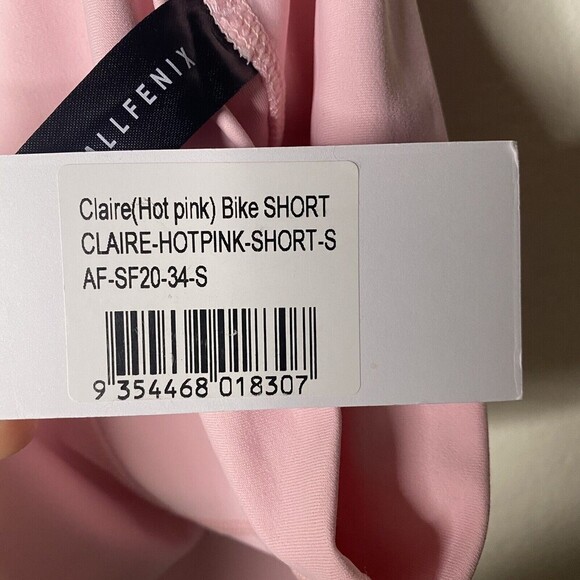 ALLFENIX
Claire(Hot pink) Bike SHORT
CLAIRE-HOTPINK-SHORT-S
AF-SF20-34-S
9 354468 018307